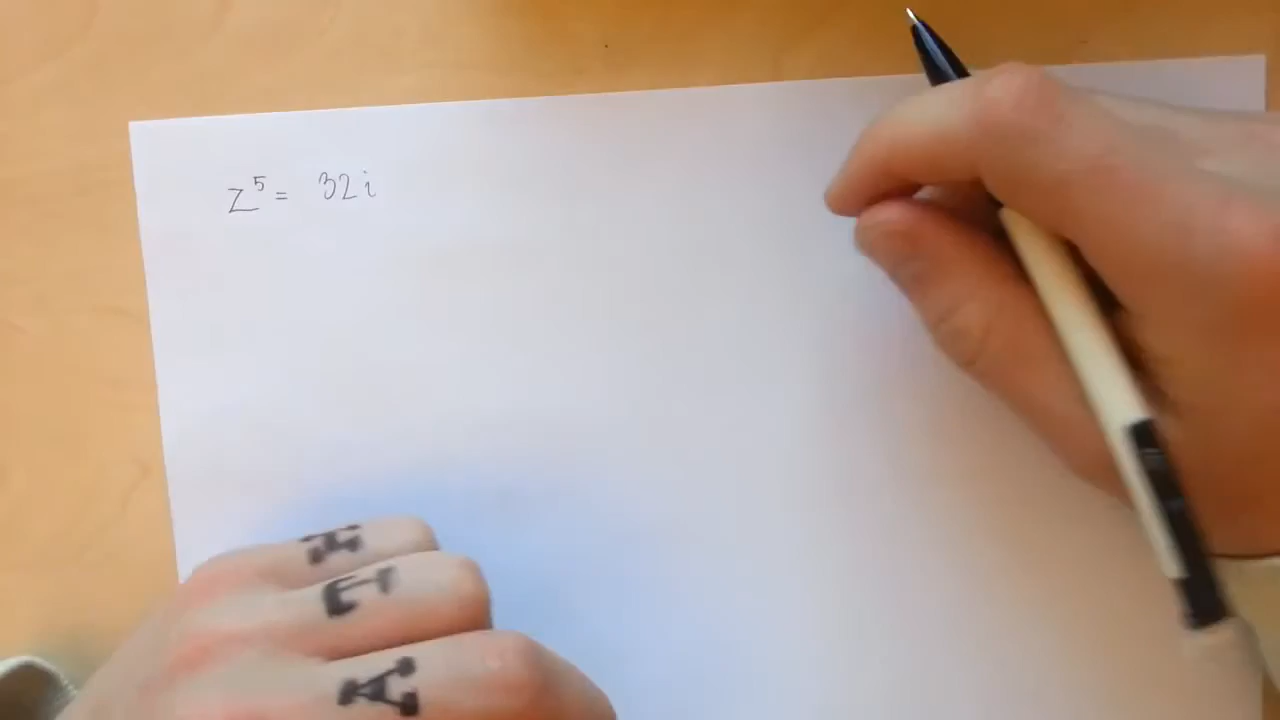 z⁵ = 32i
A